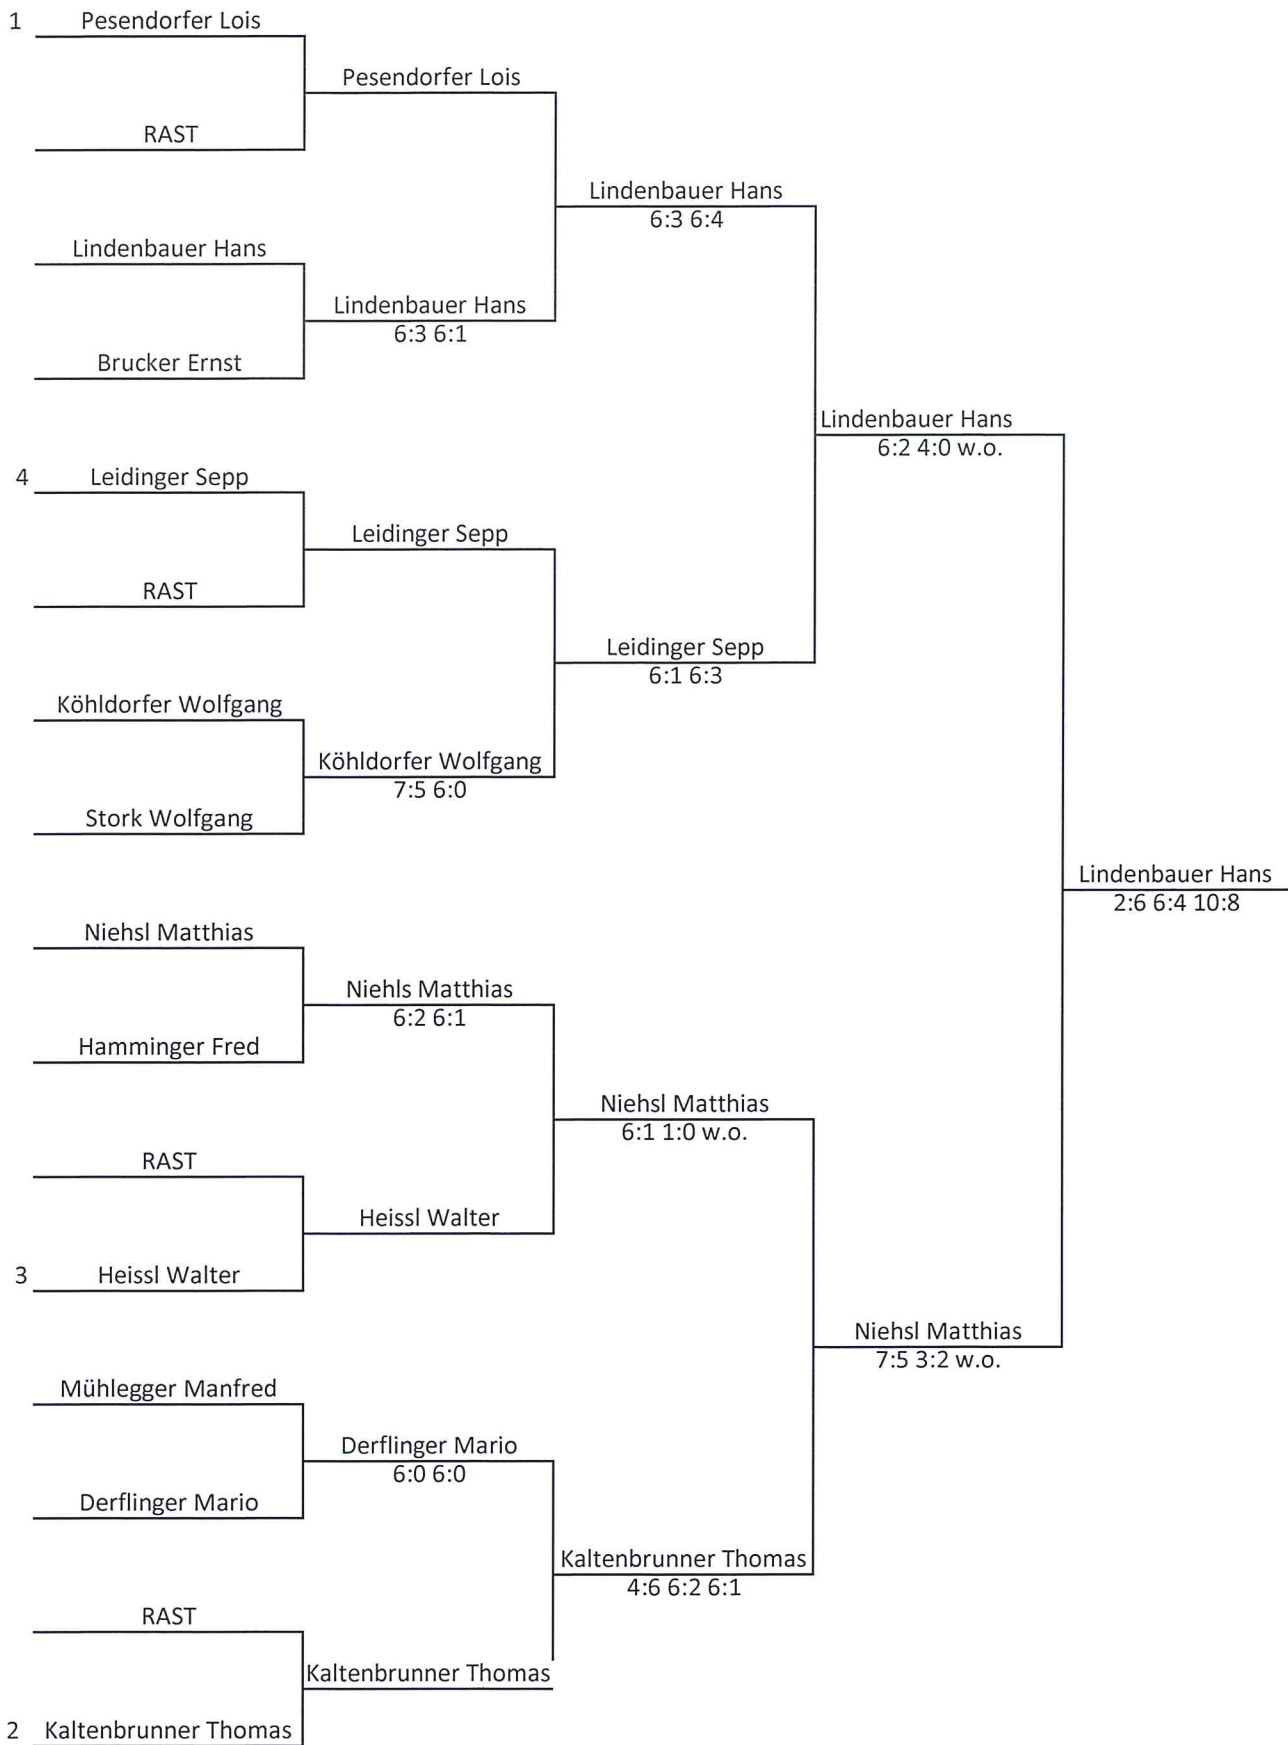 1 Pesendorfer Lois
Pesendorfer Lois
RAST
Lindenbauer Hans
6:3 6:4
Lindenbauer Hans
Lindenbauer Hans
6:3 6:1
Brucker Ernst
Lindenbauer Hans
6:2 4:0 w.o.
4 Leidinger Sepp
Leidinger Sepp
RAST
Leidinger Sepp
6:1 6:3
Köhldorfer Wolfgang
Köhldorfer Wolfgang
7:5 6:0
Stork Wolfgang
Lindenbauer Hans
2:6 6:4 10:8
Niehsl Matthias
Niehls Matthias
6:2 6:1
Hamminger Fred
Niehsl Matthias
6:1 1:0 w.o.
RAST
Heissl Walter
3 Heissl Walter
Niehsl Matthias
7:5 3:2 w.o.
Mühlegger Manfred
Derflinger Mario
6:0 6:0
Derflinger Mario
Kaltenbrunner Thomas
4:6 6:2 6:1
RAST
Kaltenbrunner Thomas
2 Kaltenbrunner Thomas